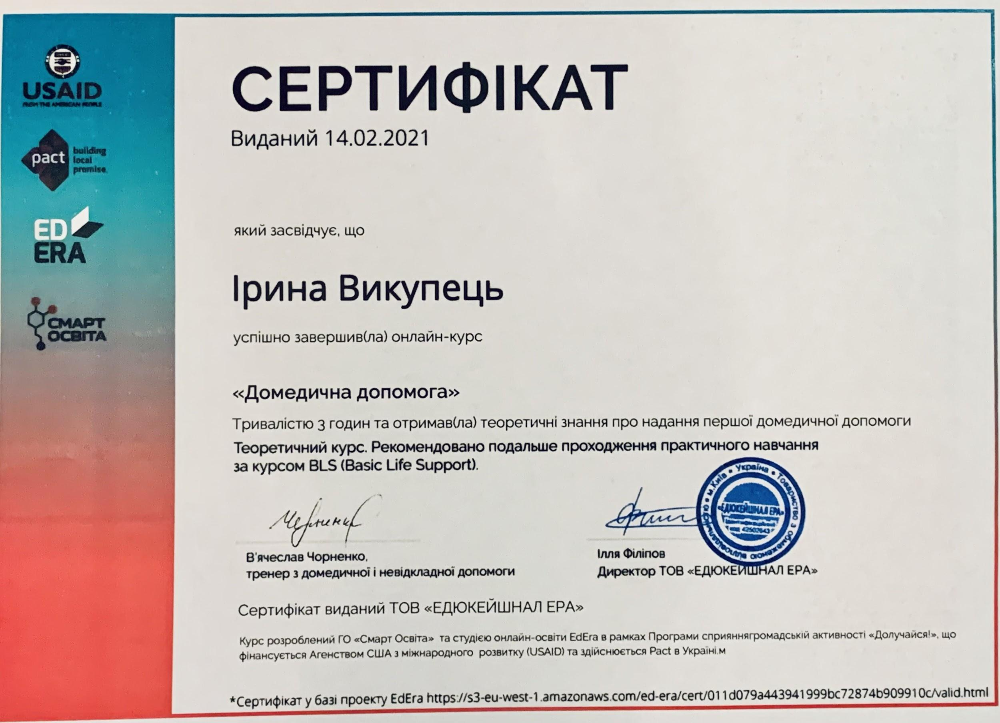 USAID
FROM THE AMERICAN PEOPLE
pact
building
local
promise.
ED
ERA
СМАРТ
ОСВІТА
СЕРТИФІКАТ
Виданий 14.02.2021
який засвідчує, що
Ірина Викупець
успішно завершив(ла) онлайн-курс
«Домедична допомога»
Тривалістю 3 годин та отримав(ла) теоретичні знання про надання першої домедичної допомоги
Теоретичний курс. Рекомендовано подальше проходження практичного навчання
за курсом BLS (Basic Life Support).
В'ячеслав Чорненко,
тренер з домедичної і невідкладної допомоги
м.Київ • Україна • Товариство з обмеженою відповідальністю
«ЕДЮКЕЙШНАЛ ЕРА»
Ілля Філіпов
Директор ТОВ «ЕДЮКЕЙШНАЛ ЕРА»
Сертифікат виданий ТОВ «ЕДЮКЕЙШНАЛ ЕРА»
Курс розроблений ГО «Смарт Освіта» та студією онлайн-освіти EdEra в рамках Програми сприяннягромадській активності «Долучайся!», що
фінансується Агенством США з міжнародного розвитку (USAID) та здійснюється Pact в Україні.м
*Сертифікат у базі проекту EdEra https://s3-eu-west-1.amazonaws.com/ed-era/cert/011d079a443941999bc72874b909910c/valid.html